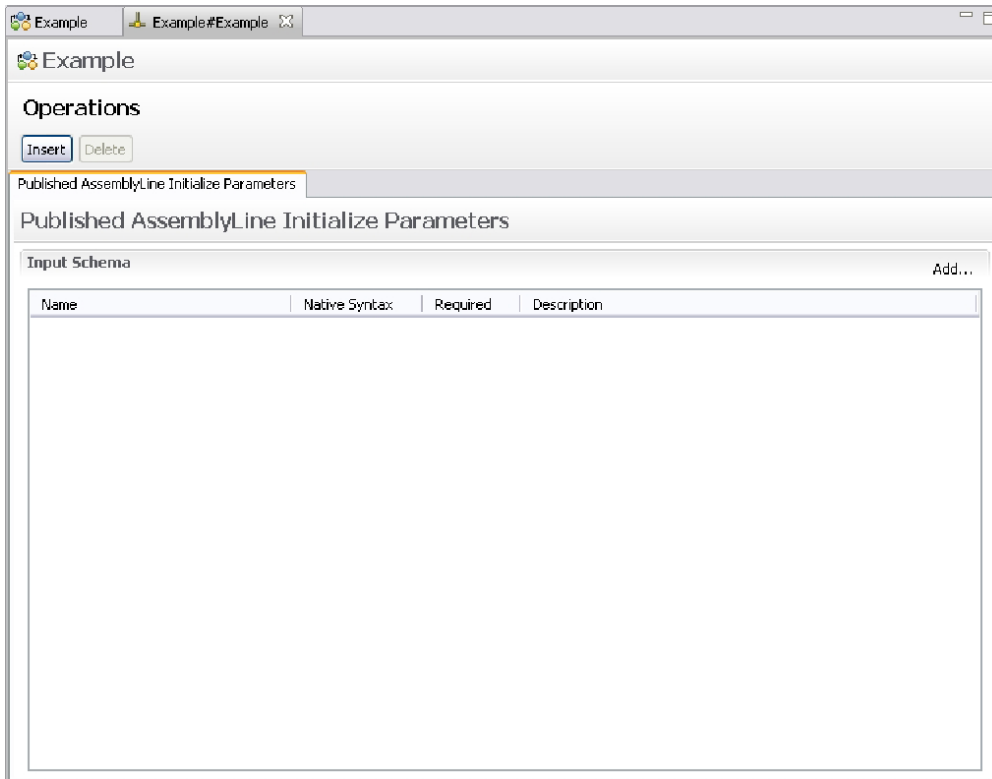 Example Example#Example
Example
Operations
Insert Delete
Published AssemblyLine Initialize Parameters
Published AssemblyLine Initialize Parameters
Input Schema Add...
Name Native Syntax Required Description